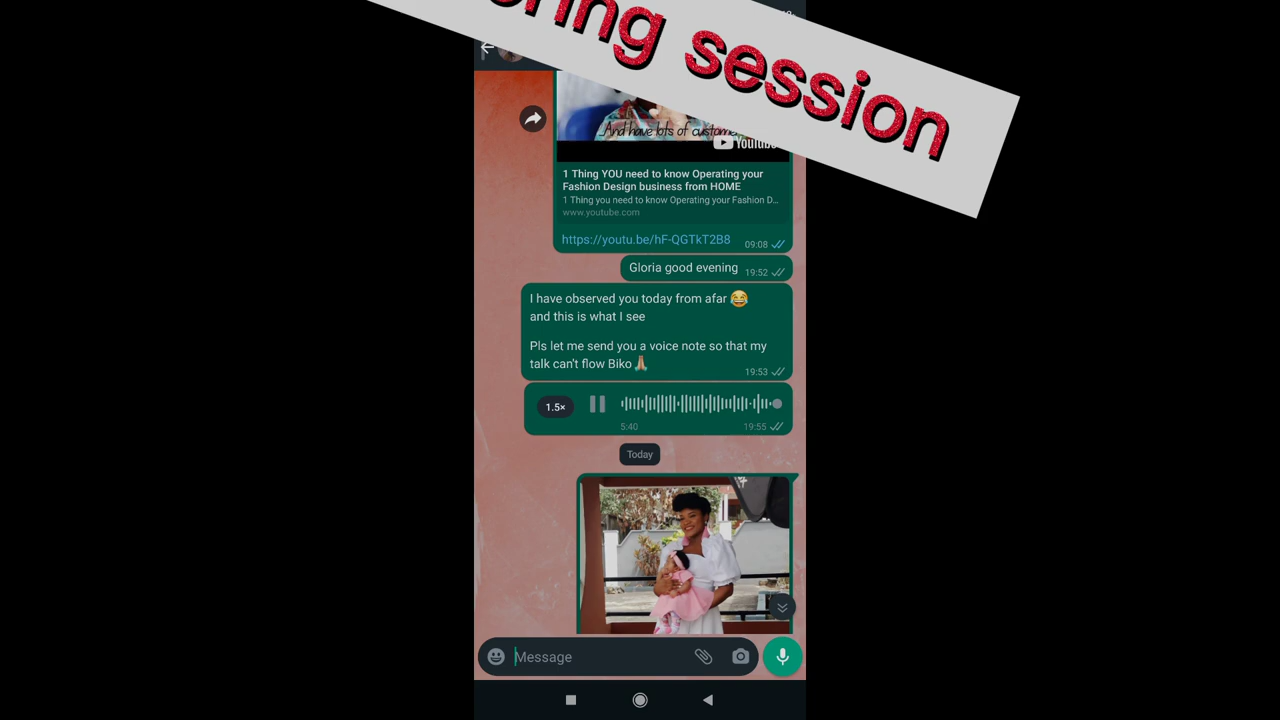 session
And have lots of custome
YouTube
1 Thing YOU need to know Operating your
Fashion Design business from HOME
1 Thing you need to know Operating your Fashion D...
www.youtube.com
https://youtu.be/hF-QGTkT2B8
09:08
Gloria good evening
19:52
I have observed you today from afar 😂
and this is what I see
Pls let me send you a voice note so that my
talk can't flow Biko🙏🏼
19:53
1.5×
5:40
19:55
Today
Message